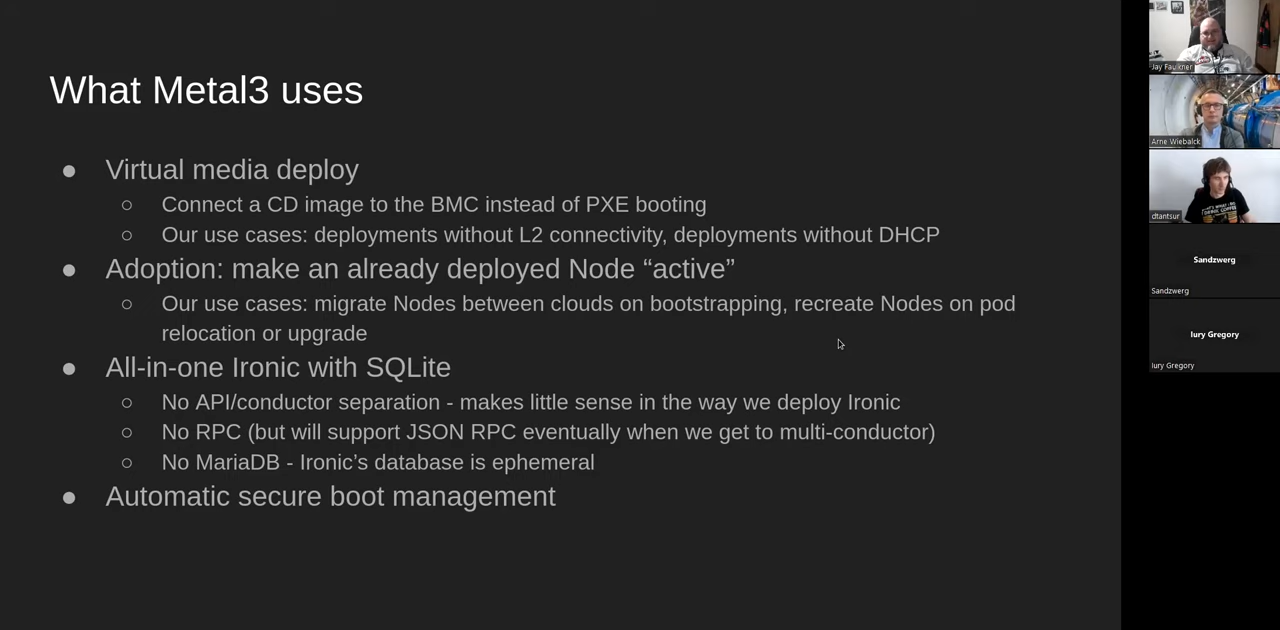 What Metal3 uses
● Virtual media deploy
○ Connect a CD image to the BMC instead of PXE booting
○ Our use cases: deployments without L2 connectivity, deployments without DHCP
● Adoption: make an already deployed Node “active”
○ Our use cases: migrate Nodes between clouds on bootstrapping, recreate Nodes on pod
relocation or upgrade
● All-in-one Ironic with SQLite
○ No API/conductor separation - makes little sense in the way we deploy Ironic
○ No RPC (but will support JSON RPC eventually when we get to multi-conductor)
○ No MariaDB - Ironic’s database is ephemeral
● Automatic secure boot management
Jay Faulkner
Arne Wiebalck
dtantsur
Sandzwerg
Sandzwerg
Iury Gregory
Iury Gregory